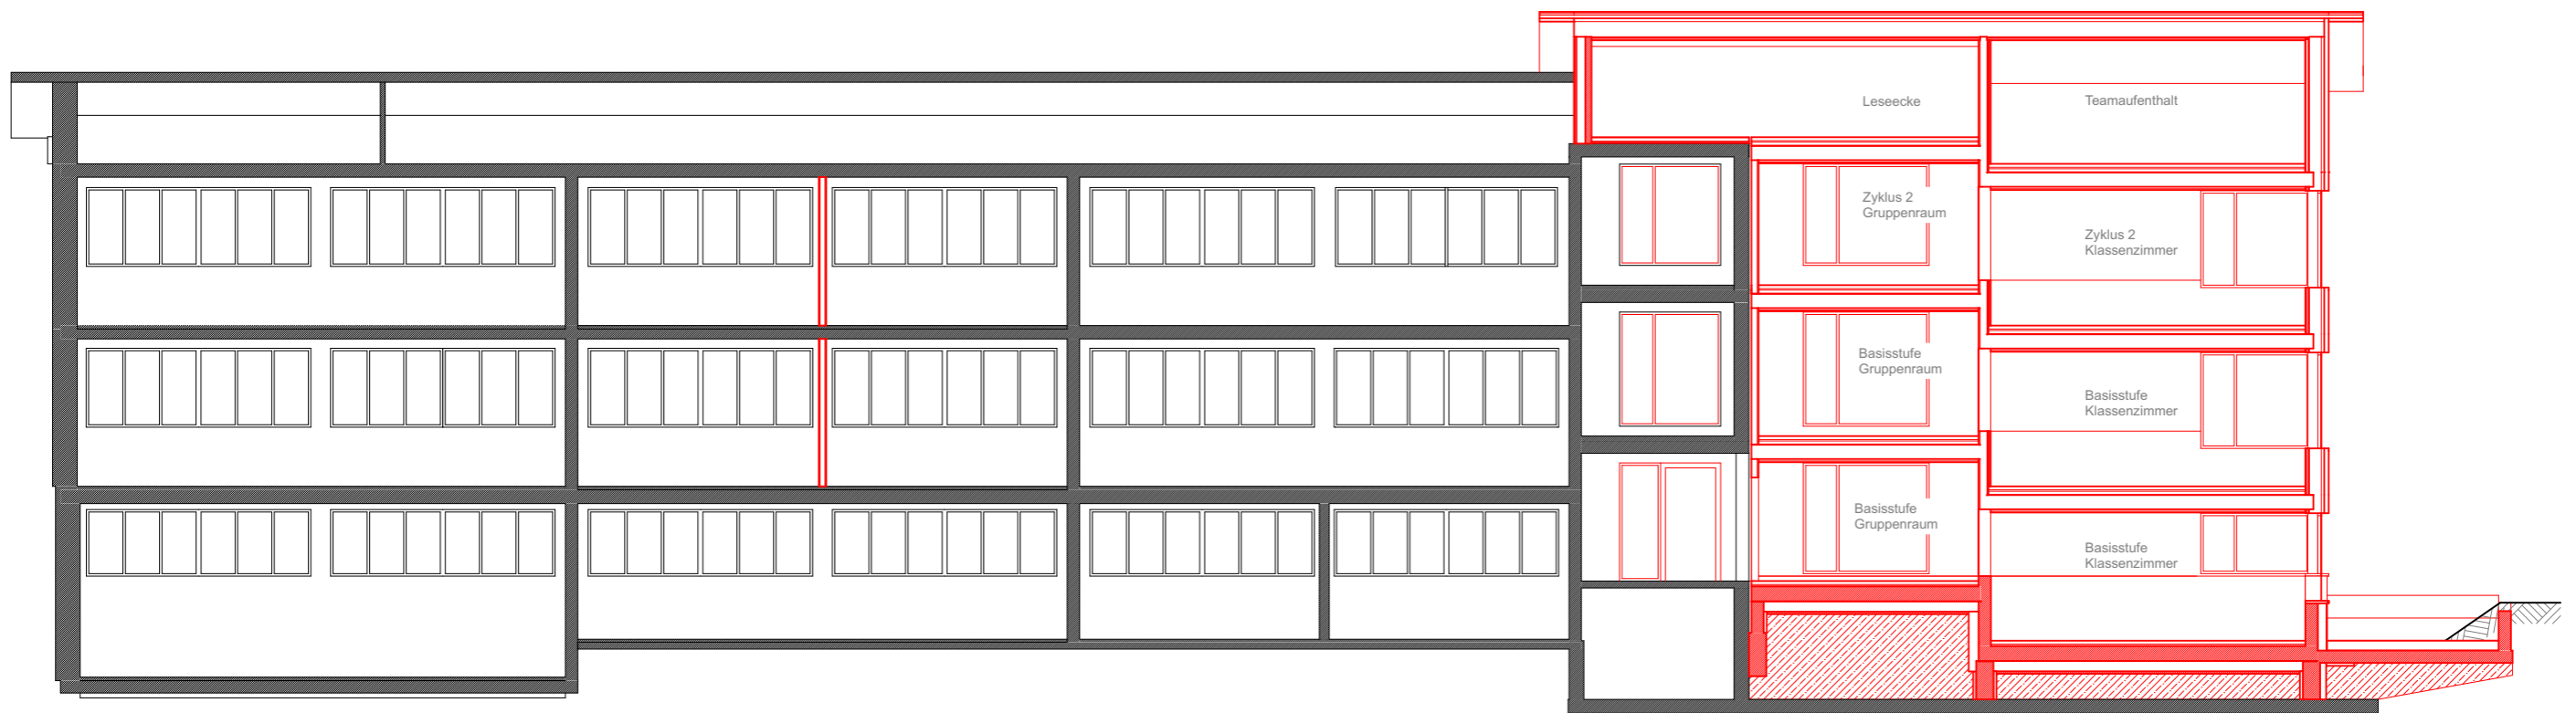 Leseecke
Teamaufenthalt
Zyklus 2
Gruppenraum
Zyklus 2
Klassenzimmer
Basisstufe
Gruppenraum
Basisstufe
Klassenzimmer
Basisstufe
Gruppenraum
Basisstufe
Klassenzimmer